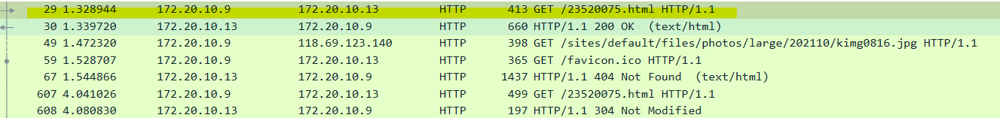 29 1.328944 172.20.10.9 172.20.10.13 HTTP 413 GET /23520075.html HTTP/1.1
30 1.339720 172.20.10.13 172.20.10.9 HTTP 660 HTTP/1.1 200 OK (text/html)
49 1.472320 172.20.10.9 118.69.123.140 HTTP 398 GET /sites/default/files/photos/large/202110/kimg0816.jpg HTTP/1.1
59 1.528707 172.20.10.9 172.20.10.13 HTTP 365 GET /favicon.ico HTTP/1.1
67 1.544866 172.20.10.13 172.20.10.9 HTTP 1437 HTTP/1.1 404 Not Found (text/html)
607 4.041026 172.20.10.9 172.20.10.13 HTTP 499 GET /23520075.html HTTP/1.1
608 4.080830 172.20.10.13 172.20.10.9 HTTP 197 HTTP/1.1 304 Not Modified